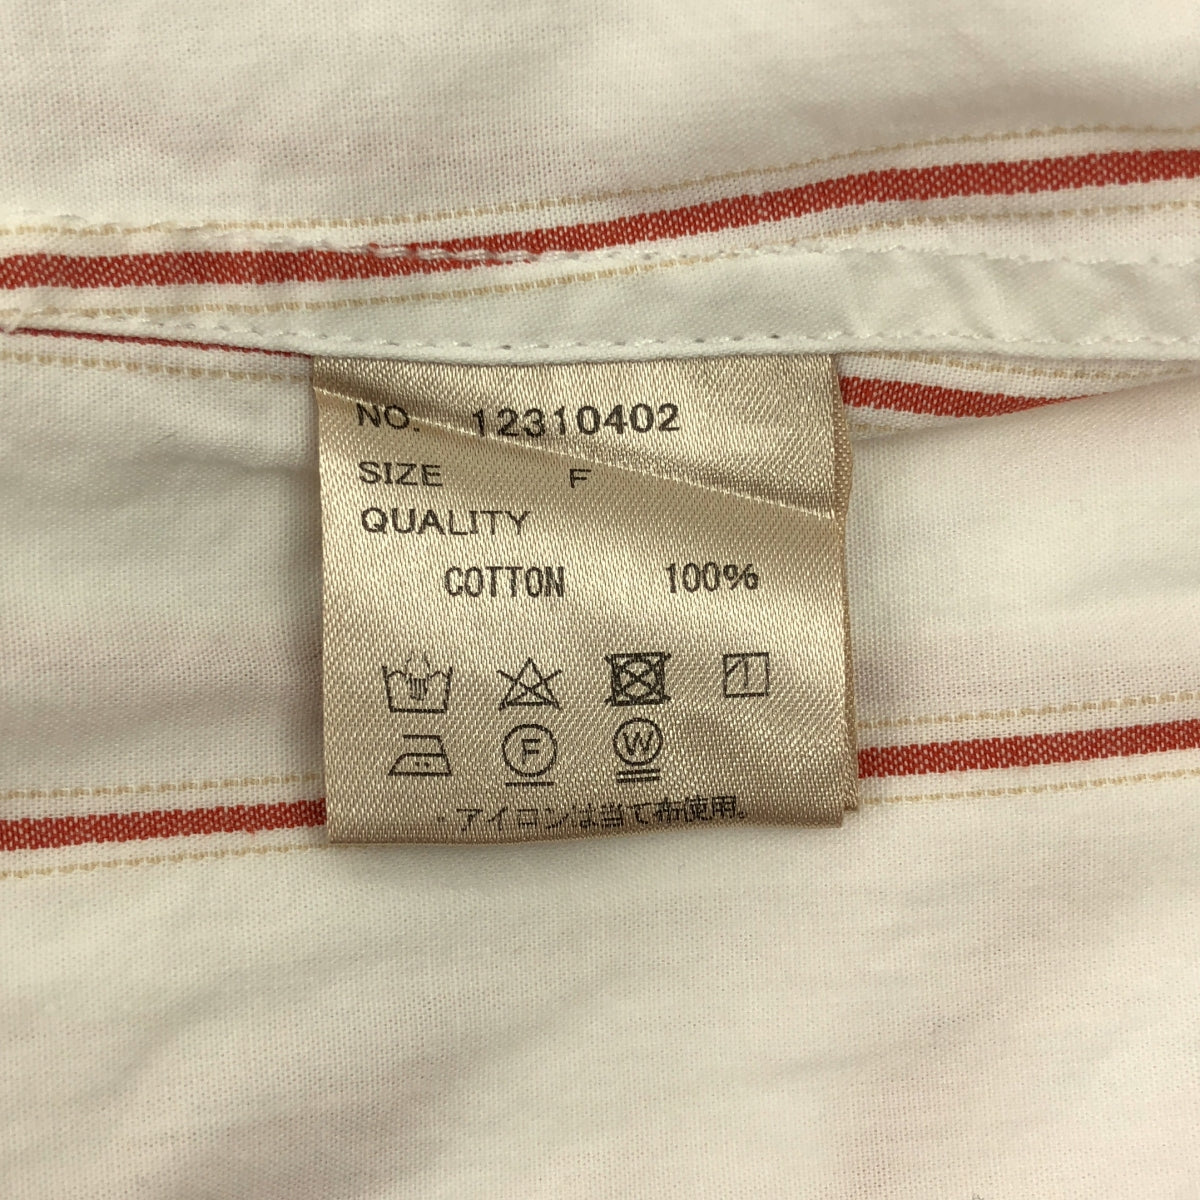 NO. 12310402
SIZE F
QUALITY
COTTON 100%
F W
・アイロンは当て布使用。